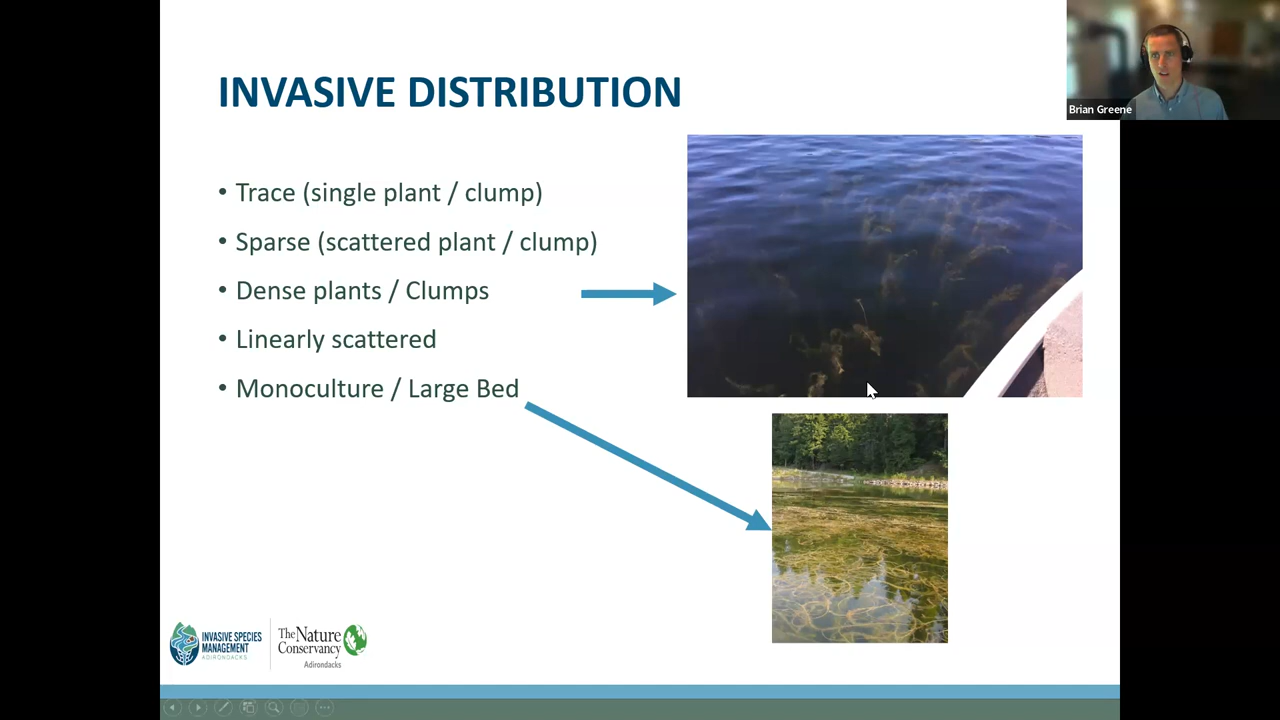 INVASIVE DISTRIBUTION
Brian Greene
• Trace (single plant / clump)
• Sparse (scattered plant / clump)
• Dense plants / Clumps
• Linearly scattered
• Monoculture / Large Bed
INVASIVE SPECIES
MANAGEMENT
ADIRONDACKS
The Nature
Conservancy
Adirondacks